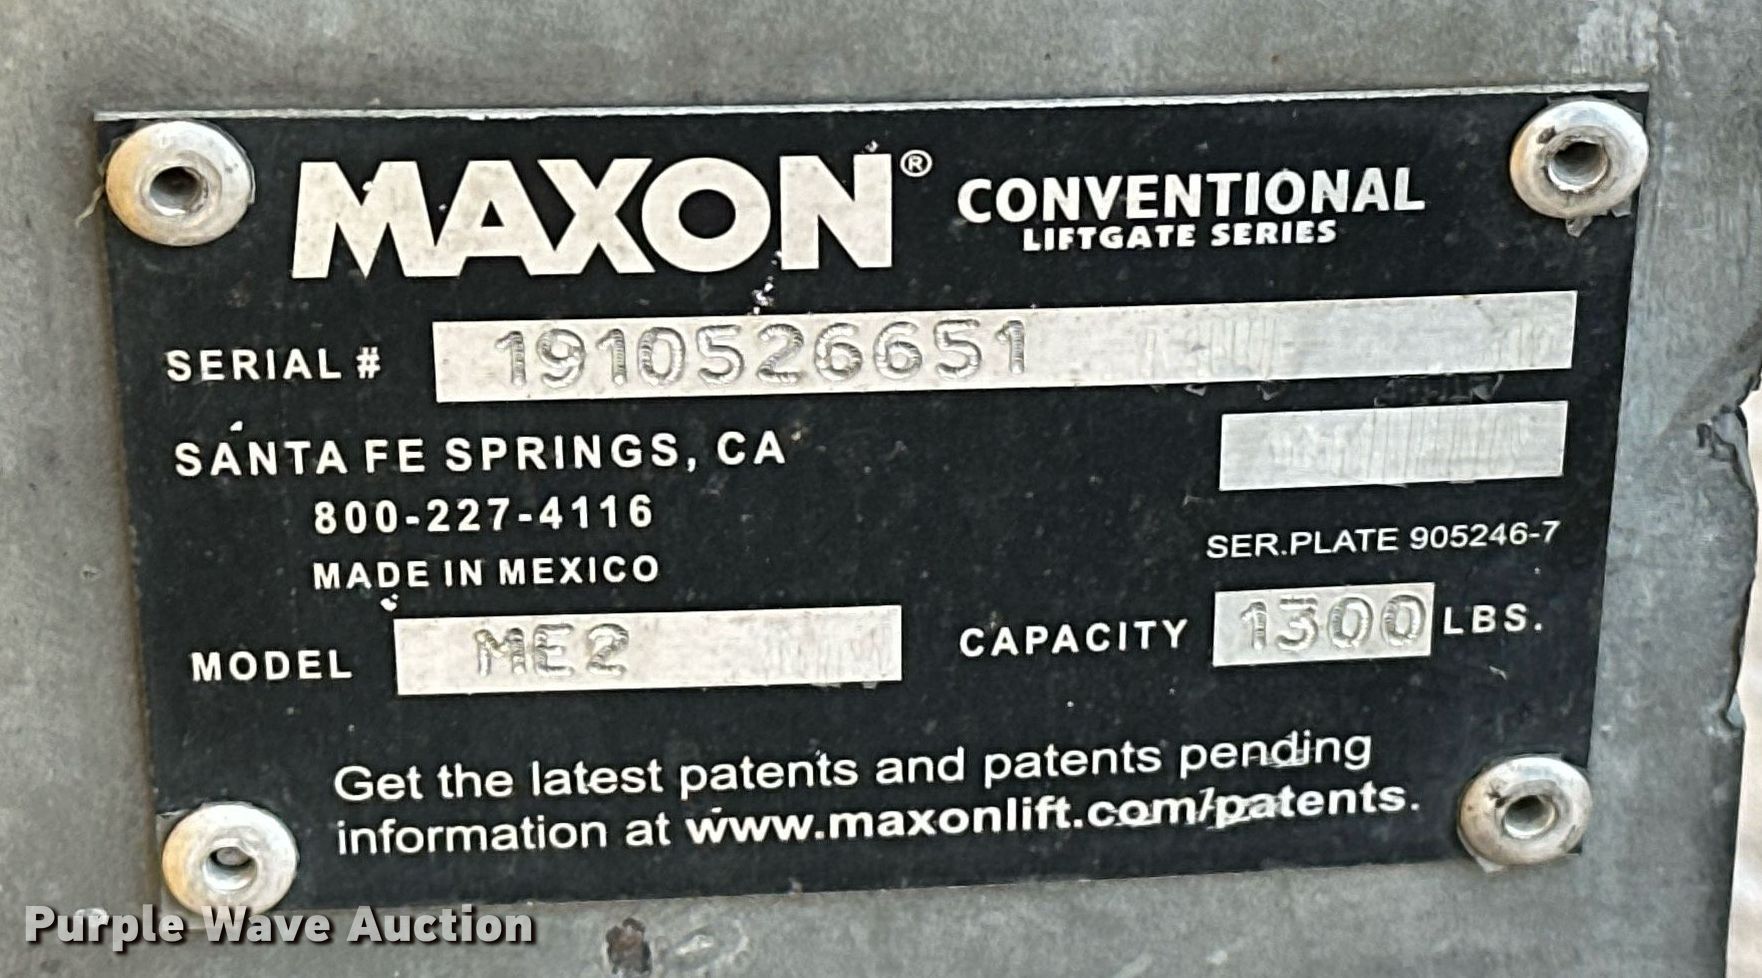 MAXON® CONVENTIONAL
LIFTGATE SERIES
SERIAL # 1910526651
SANTA FE SPRINGS, CA
800-227-4116
MADE IN MEXICO
SER.PLATE 905246-7
MODEL ME2
CAPACITY 1300 LBS.
Get the latest patents and patents pending
information at www.maxonlift.com/patents.
Purple Wave Auction